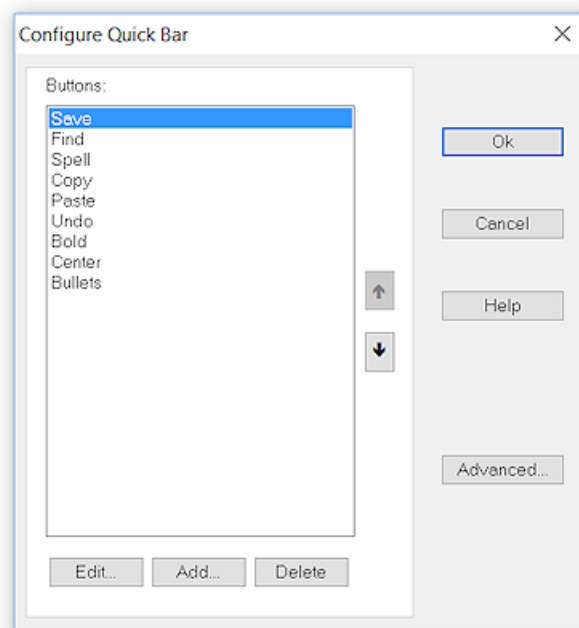 Configure Quick Bar
Buttons:
Save
Find
Spell
Copy
Paste
Undo
Bold
Center
Bullets
Ok
Cancel
Help
Advanced...
Edit... Add... Delete